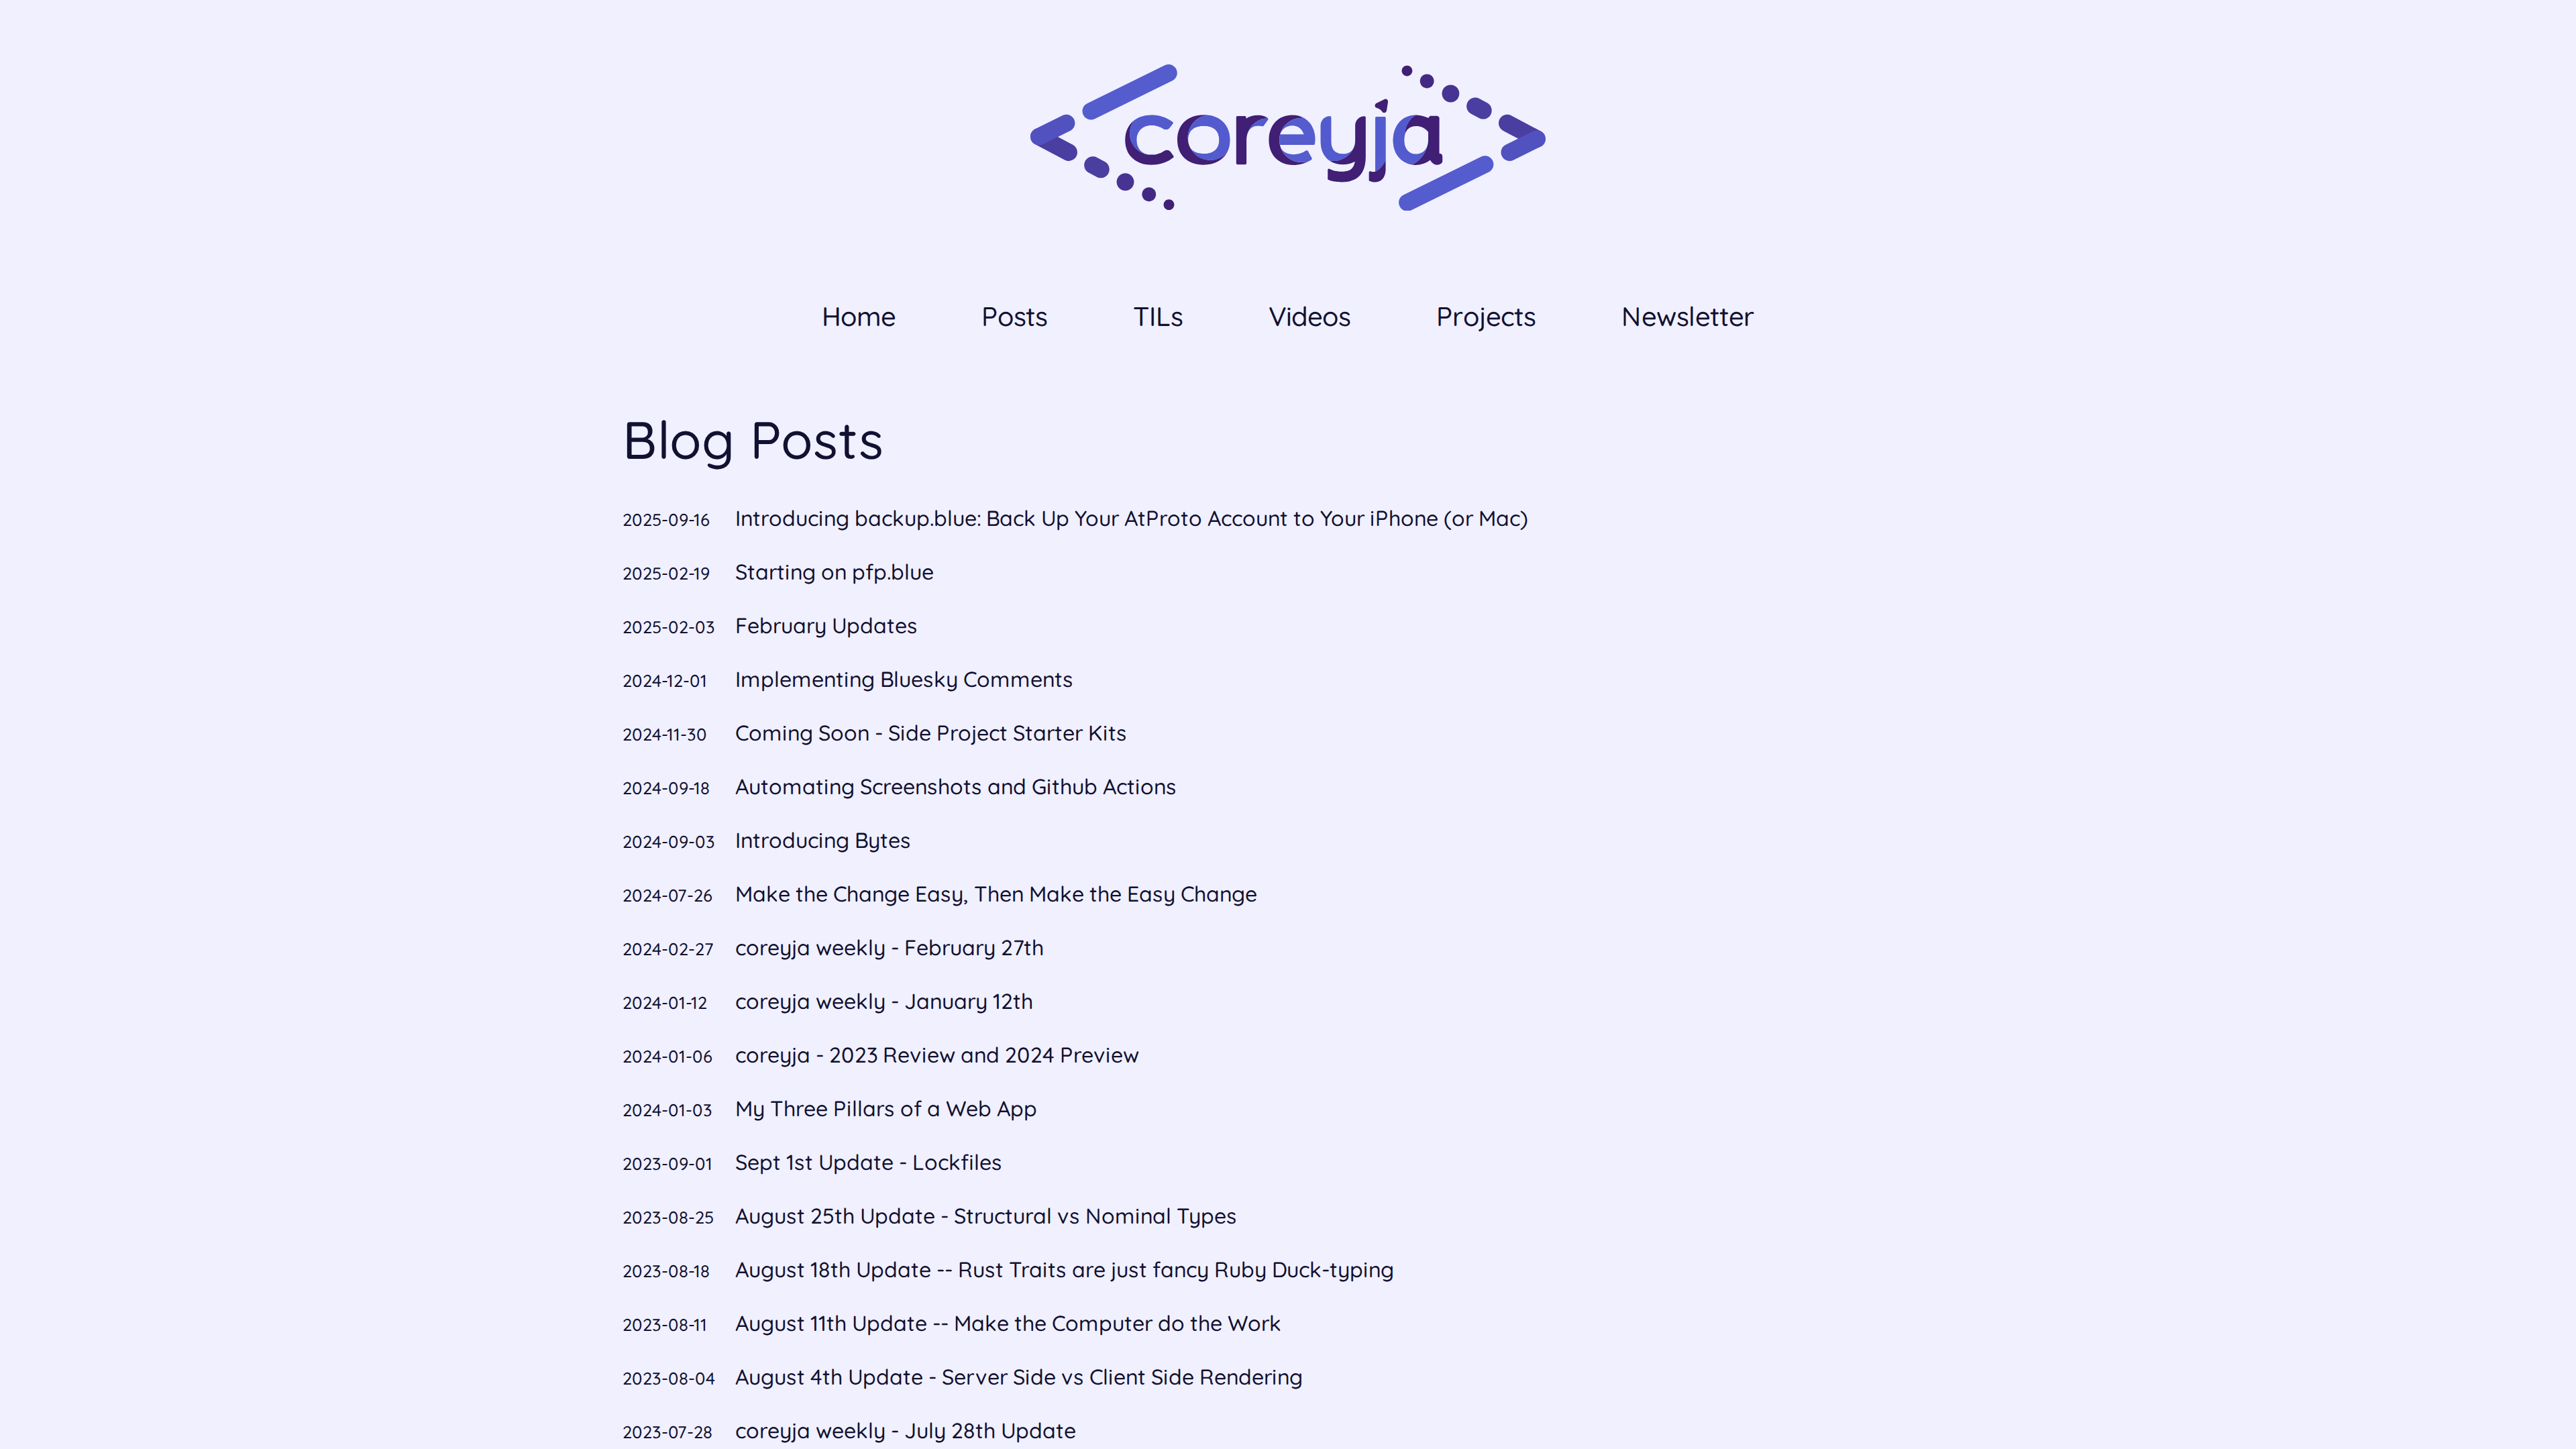 coreyja
Home Posts TILs Videos Projects Newsletter
Blog Posts
2025-09-16 Introducing backup.blue: Back Up Your AtProto Account to Your iPhone (or Mac)
2025-02-19 Starting on pfp.blue
2025-02-03 February Updates
2024-12-01 Implementing Bluesky Comments
2024-11-30 Coming Soon - Side Project Starter Kits
2024-09-18 Automating Screenshots and Github Actions
2024-09-03 Introducing Bytes
2024-07-26 Make the Change Easy, Then Make the Easy Change
2024-02-27 coreyja weekly - February 27th
2024-01-12 coreyja weekly - January 12th
2024-01-06 coreyja - 2023 Review and 2024 Preview
2024-01-03 My Three Pillars of a Web App
2023-09-01 Sept 1st Update - Lockfiles
2023-08-25 August 25th Update - Structural vs Nominal Types
2023-08-18 August 18th Update -- Rust Traits are just fancy Ruby Duck-typing
2023-08-11 August 11th Update -- Make the Computer do the Work
2023-08-04 August 4th Update - Server Side vs Client Side Rendering
2023-07-28 coreyja weekly - July 28th Update